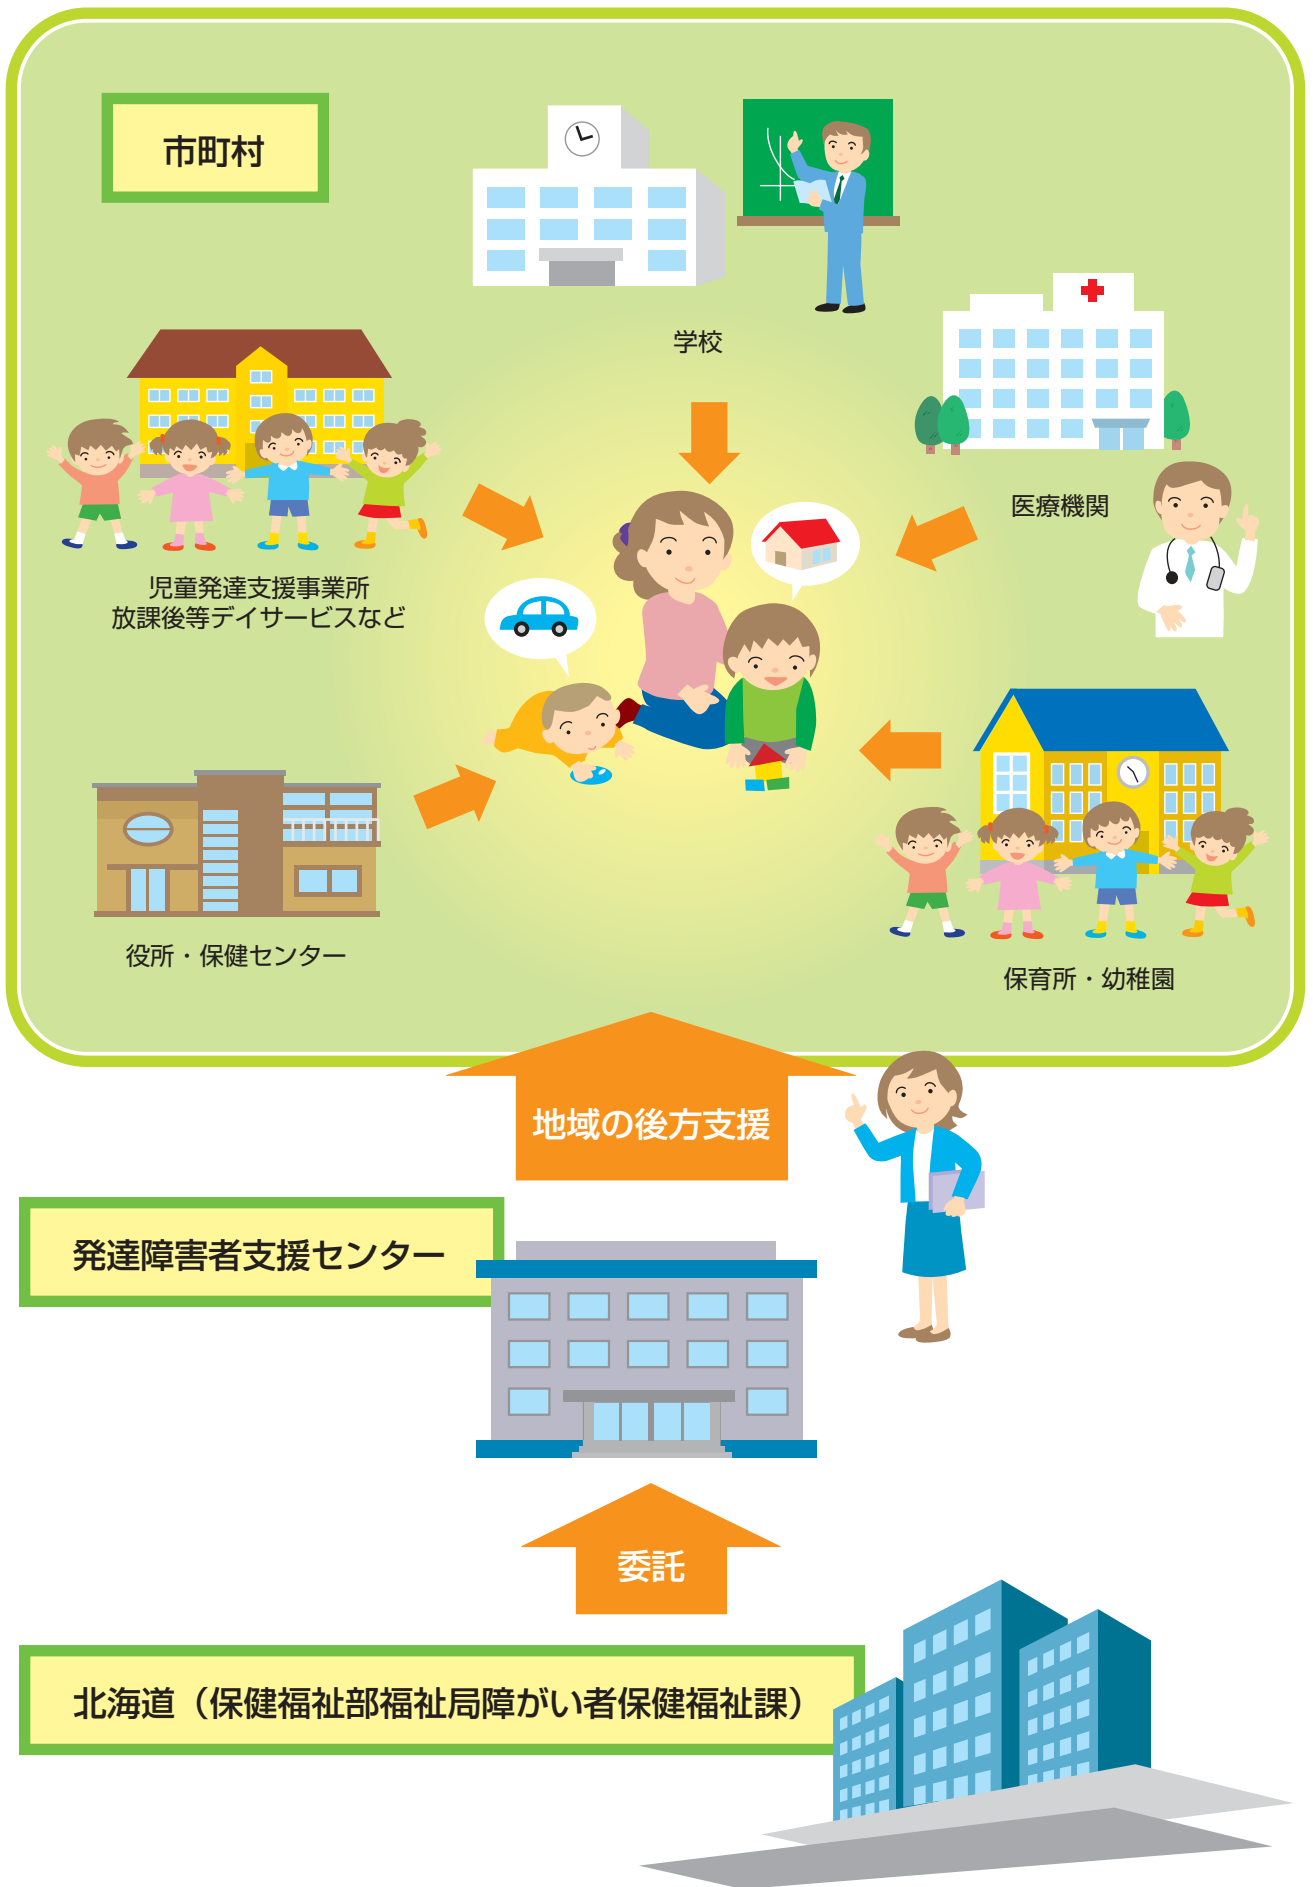 市町村
学校
医療機関
児童発達支援事業所
放課後等デイサービスなど
役所・保健センター
保育所・幼稚園
地域の後方支援
発達障害者支援センター
委託
北海道（保健福祉部福祉局障がい者保健福祉課）